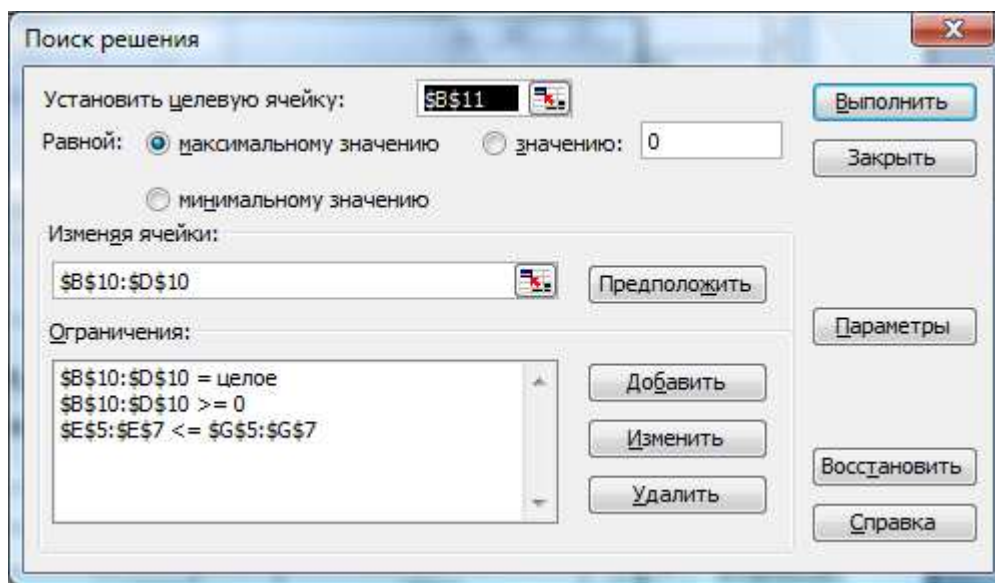 Поиск решения
Установить целевую ячейку: $B$11
Равной: максимальному значению значению: 0
минимальному значению
Изменяя ячейки:
$B$10:$D$10
Предположить
Ограничения:
$B$10:$D$10 = целое
$B$10:$D$10 >= 0
$E$5:$E$7 <= $G$5:$G$7
Добавить
Изменить
Удалить
Выполнить
Закрыть
Параметры
Восстановить
Справка